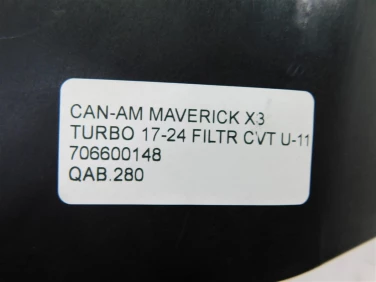 CAN-AM MAVERICK X3
TURBO 17-24 FILTR CVT U-11
706600148
QAB.280